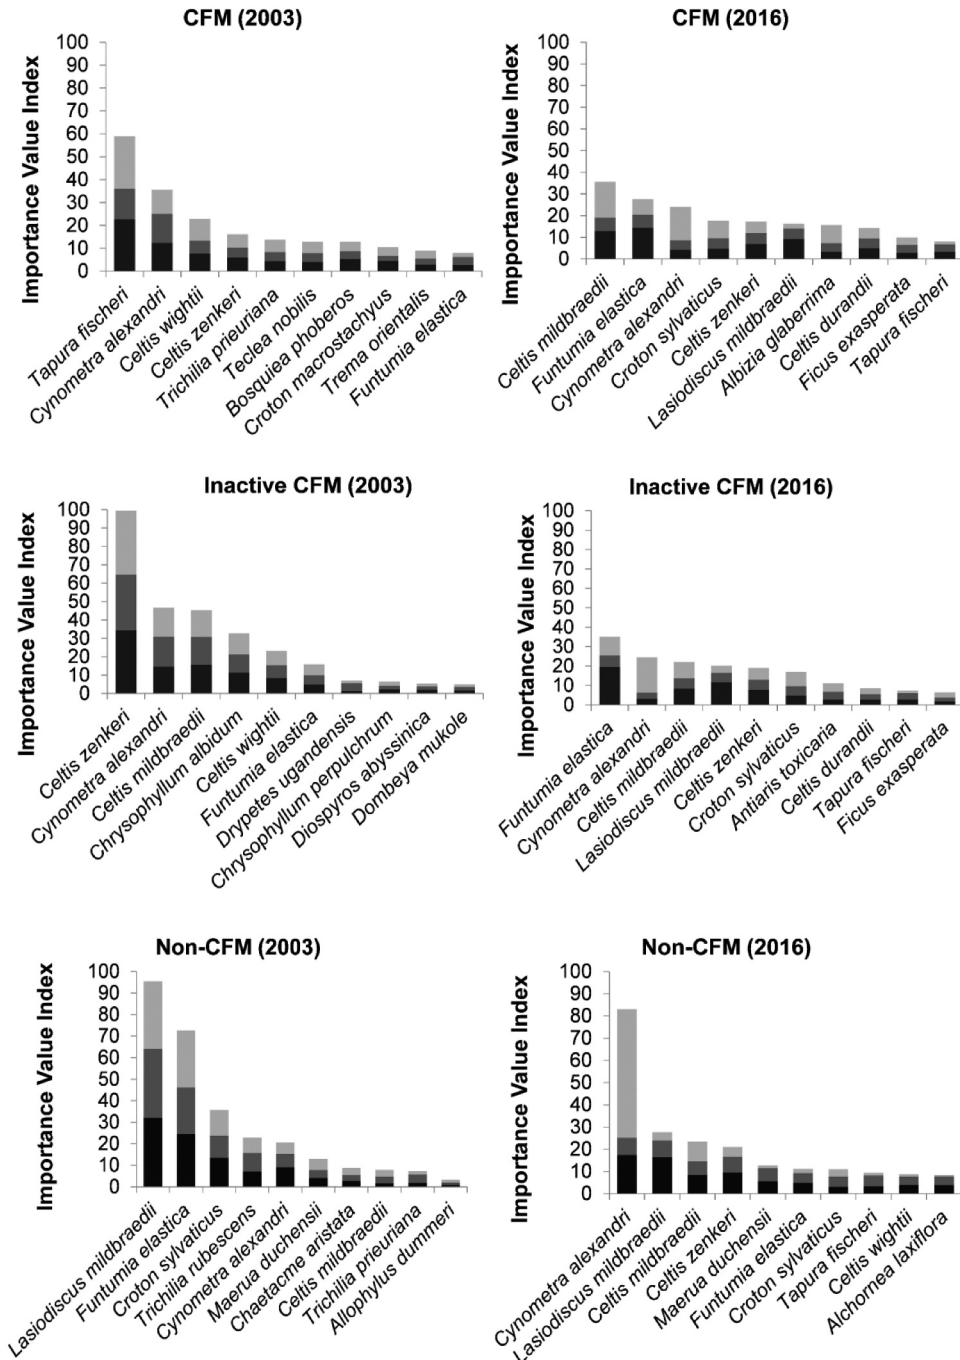 CFM (2003)
Importance Value Index
100
90
80
70
60
50
40
30
20
10
0
Tapura fischeri
Cynometra alexandri
Celtis wightii
Celtis zenkeri
Trichilia prieuriana
Teclea nobilis
Bosquiea phoberos
Croton macrostachyus
Trema orientalis
Funtumia elastica
CFM (2016)
Impportance Value Index
100
90
80
70
60
50
40
30
20
10
0
Celtis mildbraedii
Funtumia elastica
Cynometra alexandri
Croton sylvaticus
Celtis zenkeri
Lasiodiscus mildbraedii
Albizia glaberrima
Celtis durandii
Ficus exasperata
Tapura fischeri
Inactive CFM (2003)
Importance Value Index
100
90
80
70
60
50
40
30
20
10
0
Celtis zenkeri
Cynometra alexandri
Celtis mildbraedii
Chrysophyllum albidum
Celtis wightii
Funtumia elastica
Drypetes ugandensis
Chrysophyllum perpulchrum
Diospyros abyssinica
Dombeya mukole
Inactive CFM (2016)
Importance Value Index
100
90
80
70
60
50
40
30
20
10
0
Funtumia elastica
Cynometra alexandri
Celtis mildbraedii
Lasiodiscus mildbraedii
Celtis zenkeri
Croton sylvaticus
Antiaris toxicaria
Celtis durandii
Tapura fischeri
Ficus exasperata
Non-CFM (2003)
Importance Value Index
100
90
80
70
60
50
40
30
20
10
0
Lasiodiscus mildbraedii
Funtumia elastica
Croton sylvaticus
Trichilia rubescens
Cynometra alexandri
Maerua duchensii
Chaetacme aristata
Celtis mildbraedii
Trichilia prieuriana
Allophylus dummeri
Non-CFM (2016)
Importance Value Index
100
90
80
70
60
50
40
30
20
10
0
Cynometra alexandri
Lasiodiscus mildbraedii
Celtis mildbraedii
Celtis zenkeri
Maerua duchensii
Funtumia elastica
Croton sylvaticus
Tapura fischeri
Celtis wightii
Alchornea laxiflora